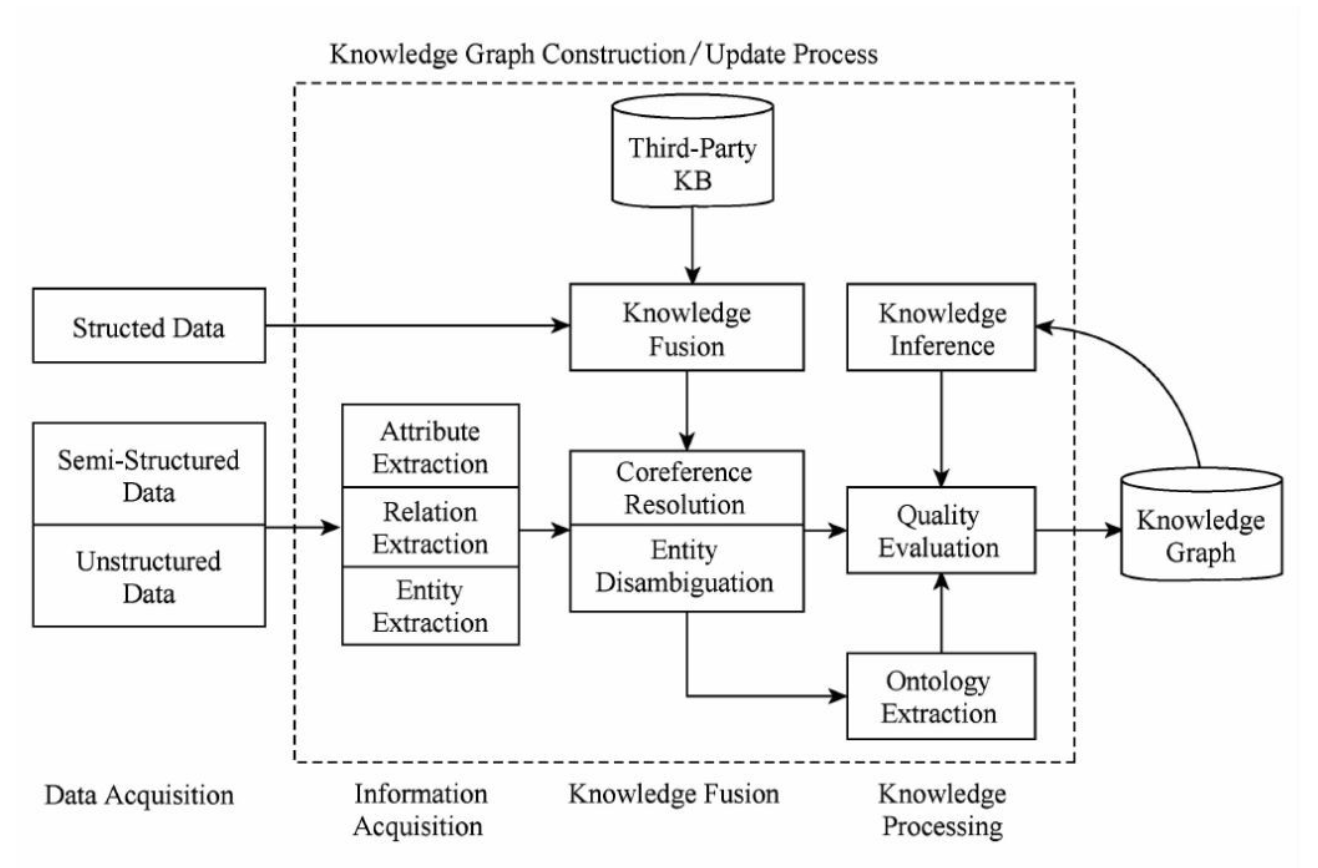 Knowledge Graph Construction/Update Process
Third-Party
KB
Structed Data
Knowledge
Fusion
Knowledge
Inference
Semi-Structured
Data
Unstructured
Data
Attribute
Extraction
Relation
Extraction
Entity
Extraction
Coreference
Resolution
Entity
Disambiguation
Quality
Evaluation
Knowledge
Graph
Ontology
Extraction
Data Acquisition
Information
Acquisition
Knowledge Fusion
Knowledge
Processing